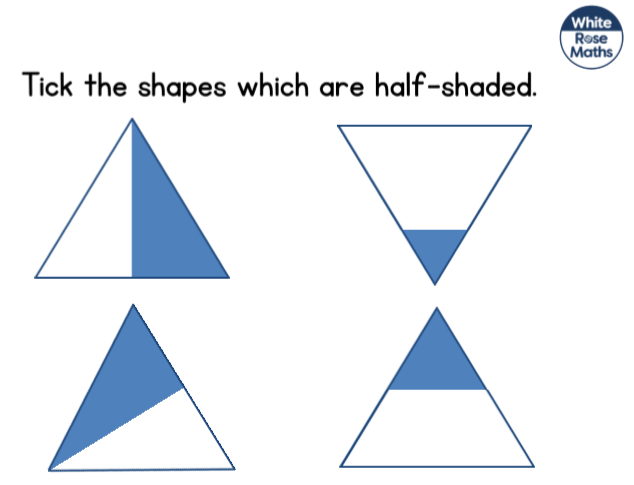 White
Rose
Maths
Tick the shapes which are half-shaded.